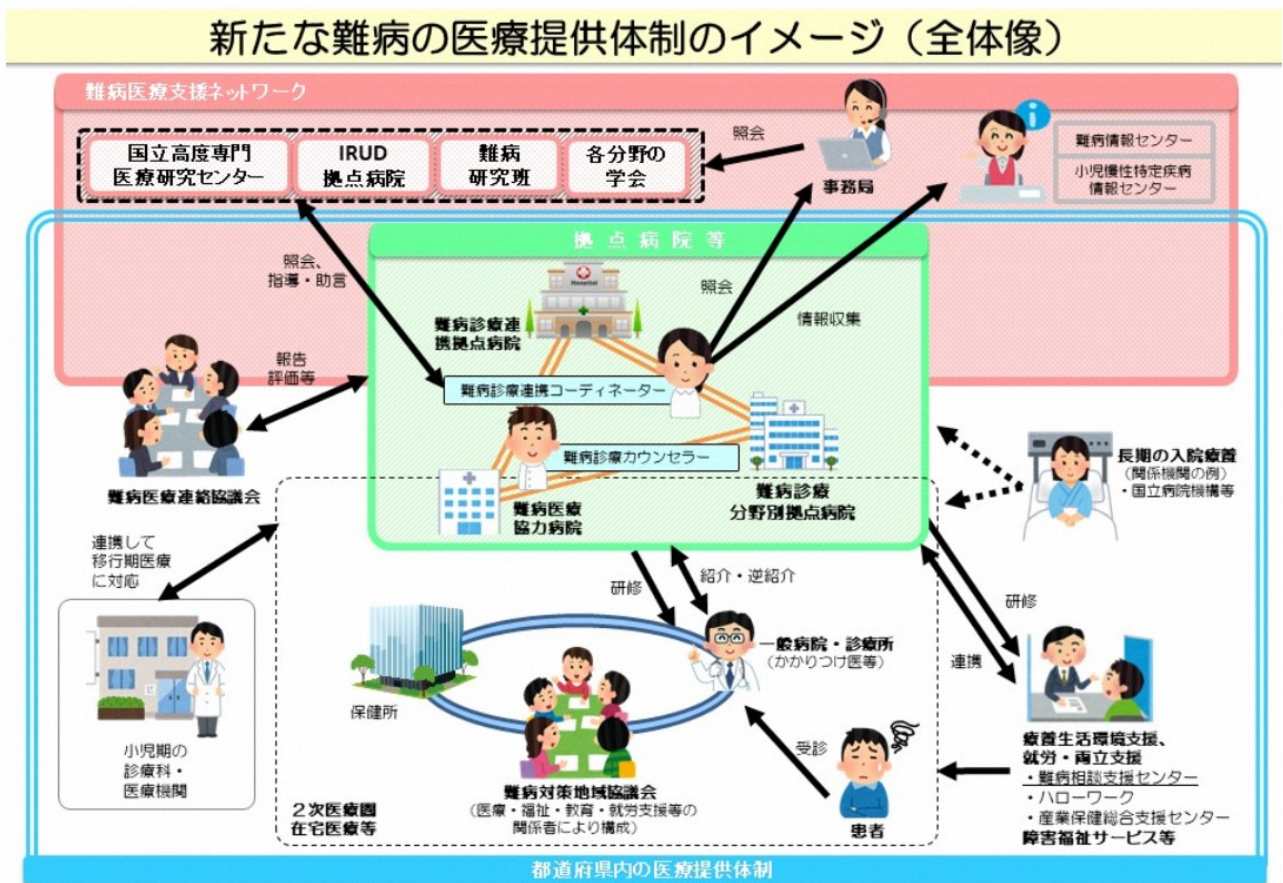 新たな難病の医療提供体制のイメージ（全体像）
難病医療支援ネットワーク
国立高度専門
医療研究センター
IRUD
拠点病院
難病
研究班
各分野の
学会
照会
事務局
i
難病情報センター
小児慢性特定疾病
情報センター
拠点病院等
照会、
指導・助言
Hospital
難病診療連
携拠点病院
照会
情報収集
報告
評価等
難病診療連携コーディネーター
難病診療カウンセラー
難病医療連絡協議会
難病医療
協力病院
難病診療
分野別拠点病院
長期の入院療養
（関係機関の例）
・国立病院機構等
連携して
移行期医療
に対応
研修
紹介・逆紹介
研修
連携
一般病院・診療所
（かかりつけ医等）
保健所
小児期の
診療科・
医療機関
受診
療養生活環境支援、
就労・両立支援
・難病相談支援センター
・ハローワーク
・産業保健総合支援センター
障害福祉サービス等
難病対策地域協議会
（医療・福祉・教育・就労支援等の
関係者により構成）
２次医療圏
在宅医療等
患者
都道府県内の医療提供体制